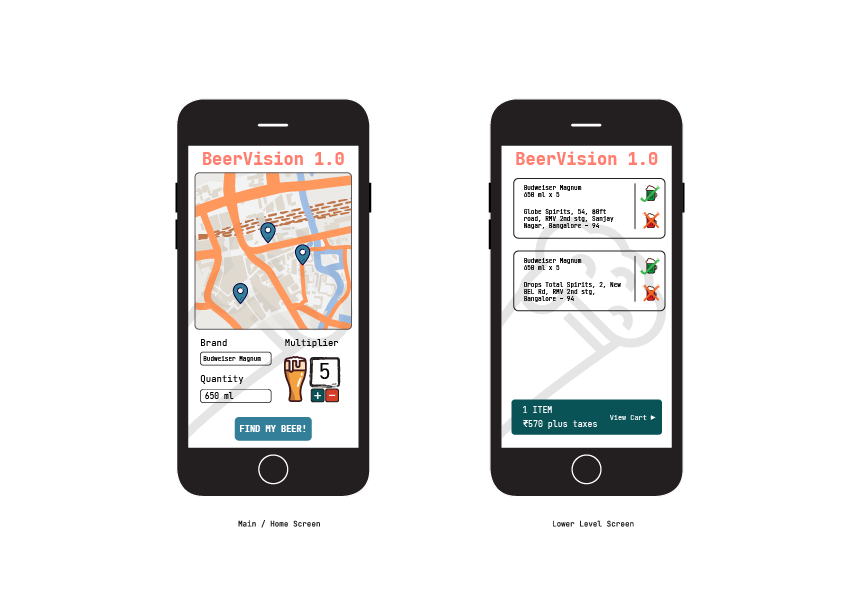 BeerVision 1.0
Brand
Multiplier
Budweiser Magnum
5
Quantity
650 ml
+ −
FIND MY BEER!
Main / Home Screen
BeerVision 1.0
Budweiser Magnum
650 ml x 5
Globe Spirits, 54, 80ft
road, RMV 2nd stg, Sanjay
Nagar, Bangalore - 94
Budweiser Magnum
650 ml x 5
Drops Total Spirits, 2, New
BEL Rd, RMV 2nd stg,
Bangalore - 94
1 ITEM
₹570 plus taxes
View Cart ▶
Lower Level Screen